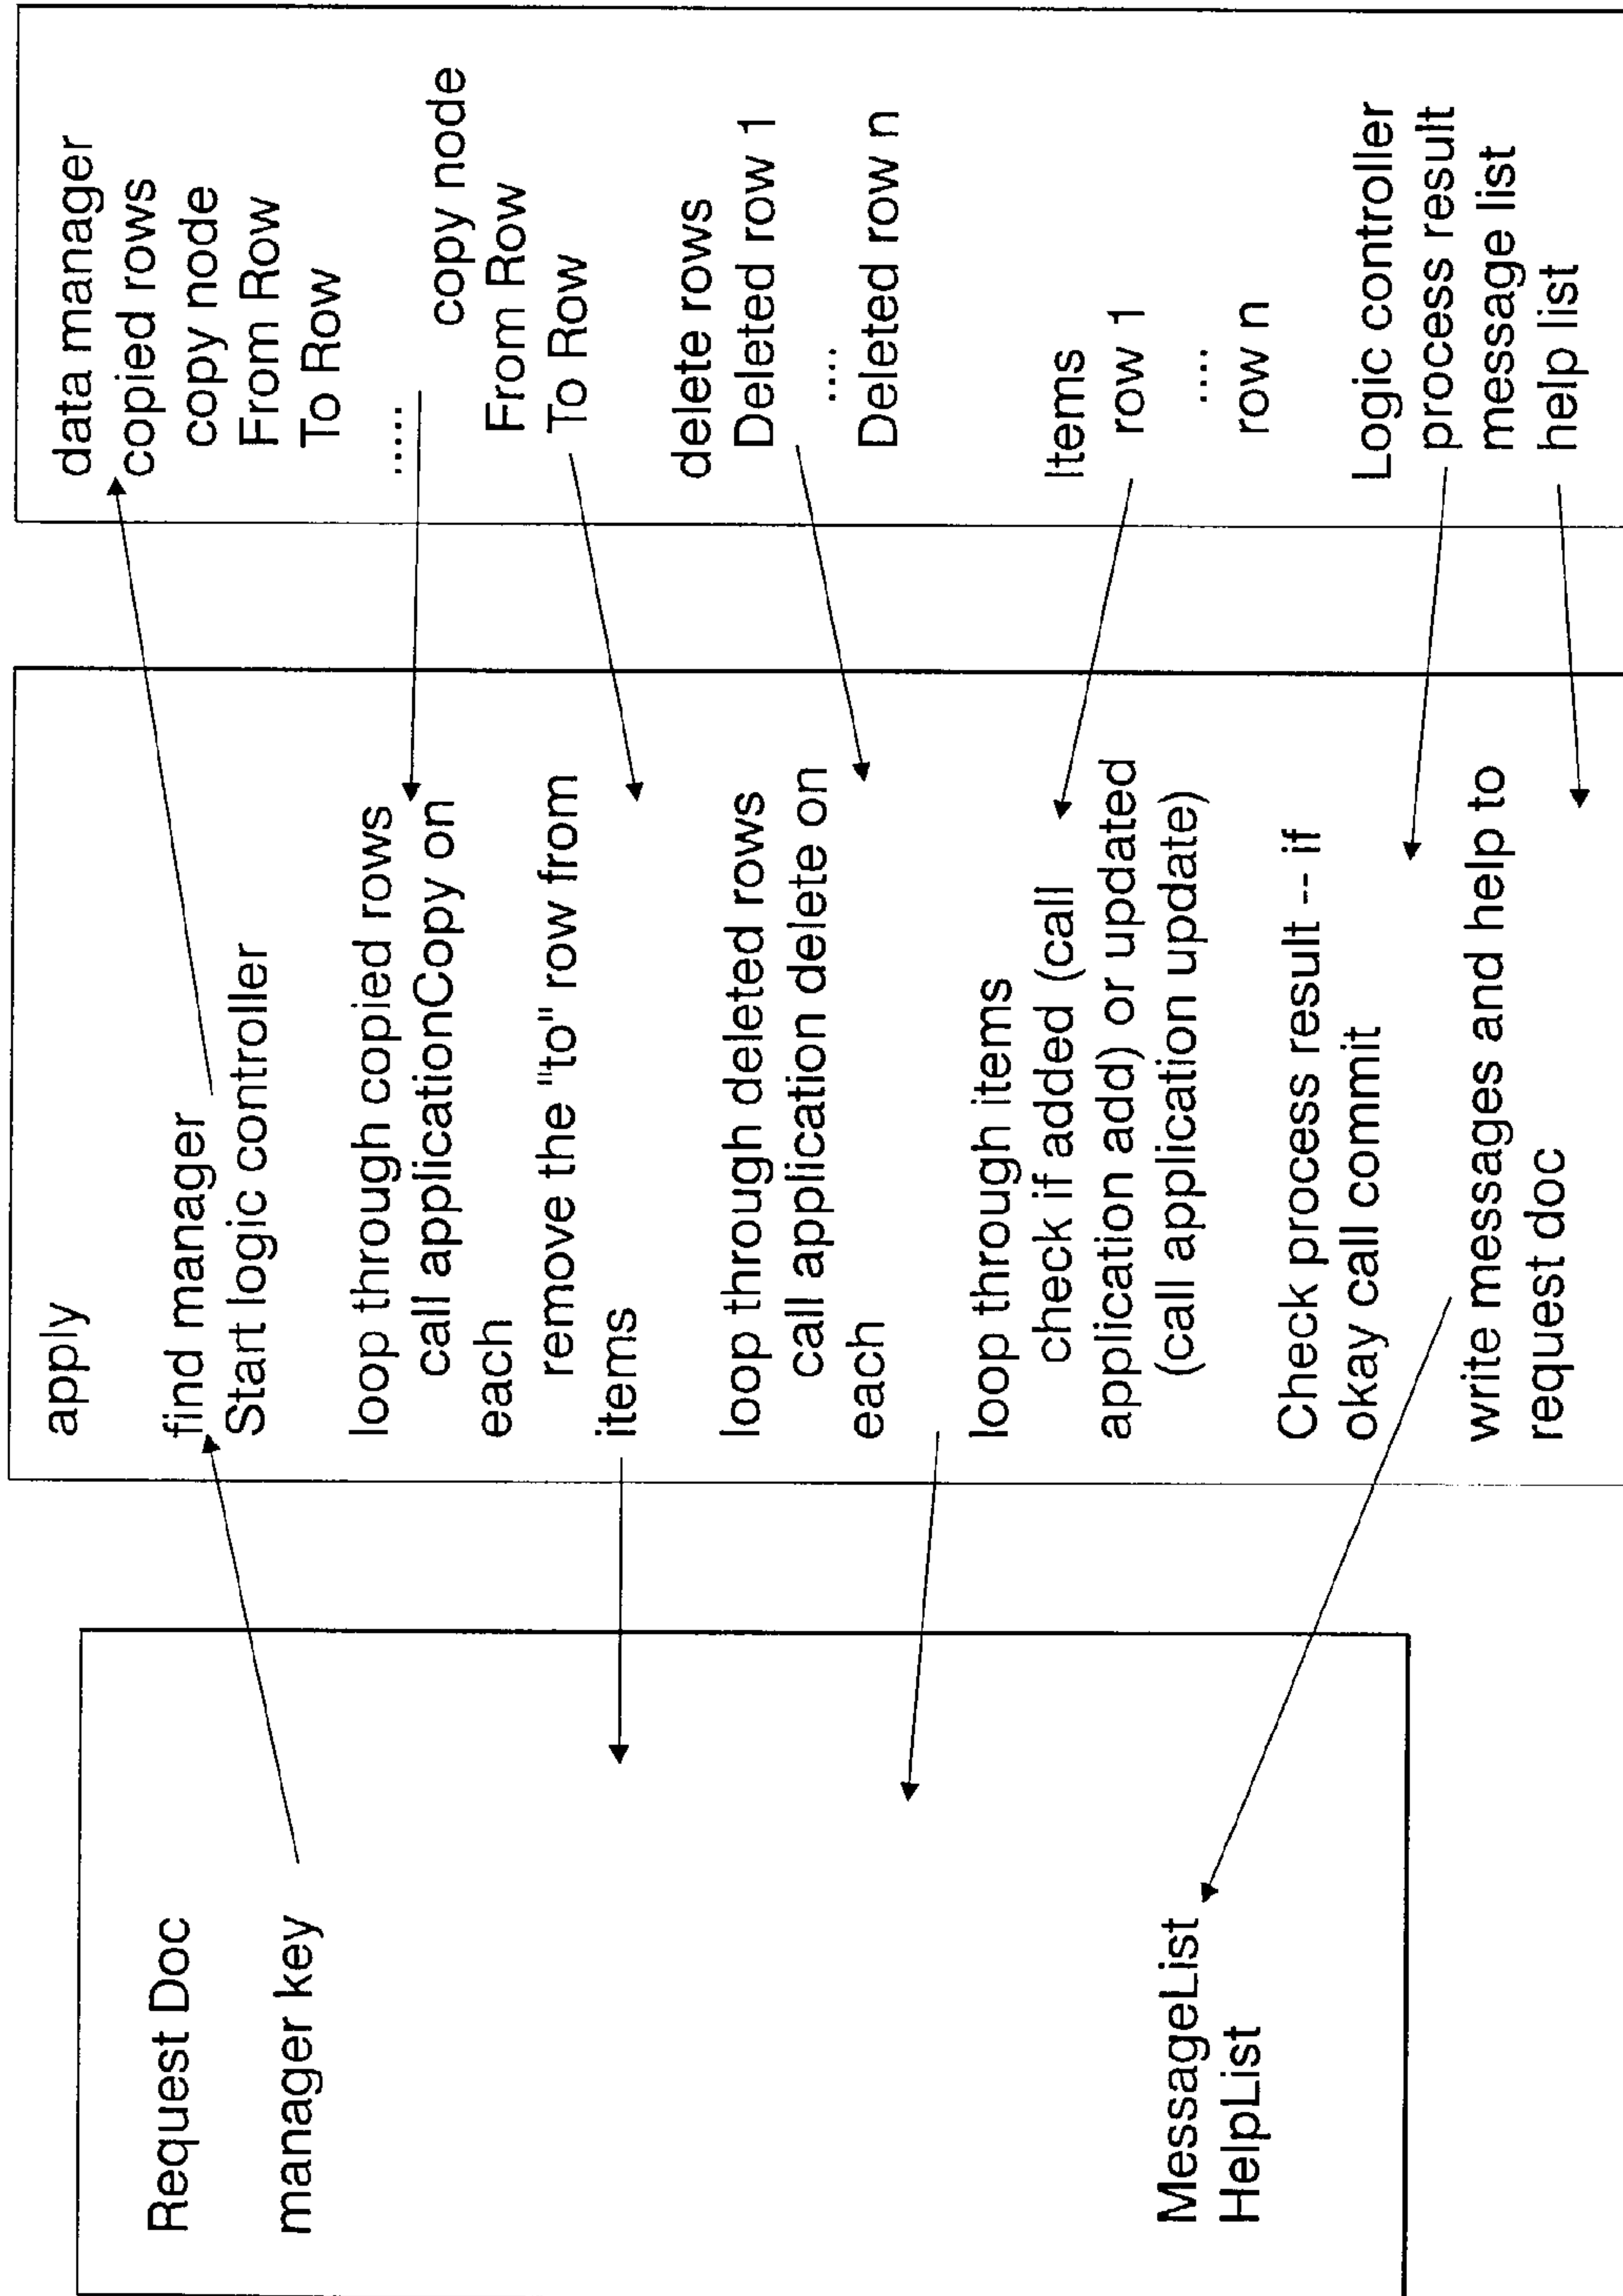 Request Doc
manager key
MessageList
HelpList
apply
find manager
Start logic controller
loop through copied rows
call applicationCopy on
each
remove the "to" row from
items
loop through deleted rows
call application delete on
each
loop through items
check if added (call
application add) or updated
(call application update)
Check process result -- if
okay call commit
write messages and help to
request doc
data manager
copied rows
copy node
From Row
To Row
.....
copy node
From Row
To Row
delete rows
Deleted row 1
....
Deleted row n
Items
row 1
....
row n
Logic controller
process result
message list
help list